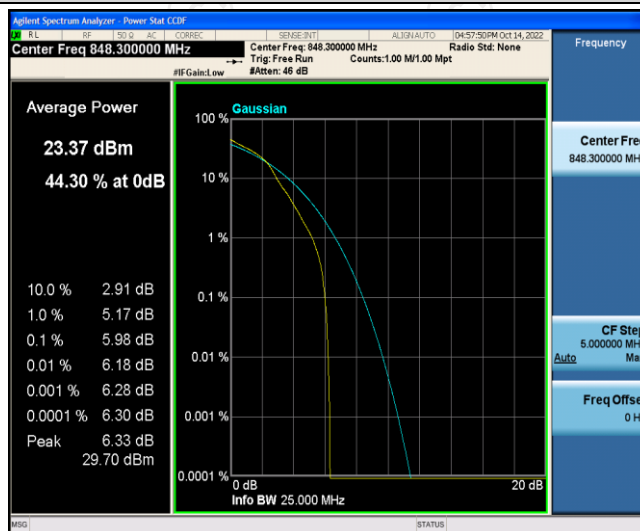 Agilent Spectrum Analyzer - Power Stat CCDF
RL RF 50 Ω AC CORREC SENSE:INT ALIGNAUTO 04:57:50PM Oct 14, 2022
Center Freq 848.300000 MHz
Center Freq: 848.300000 MHz Radio Std: None
Trig: Free Run Counts:1.00 M/1.00 Mpt
#IFGain:Low #Atten: 46 dB
Frequency
Average Power
23.37 dBm
44.30 % at 0dB
10.0 % 2.91 dB
1.0 % 5.17 dB
0.1 % 5.98 dB
0.01 % 6.18 dB
0.001 % 6.28 dB
0.0001 % 6.30 dB
Peak 6.33 dB
29.70 dBm
Gaussian
100 %
10 %
1 %
0.1 %
0.01 %
0.001 %
0.0001 %
0 dB 20 dB
Info BW 25.000 MHz
Center Fre
848.300000 MH
CF Step
5.000000 MH
Auto Ma
Freq Offse
0 H
MSG STATUS